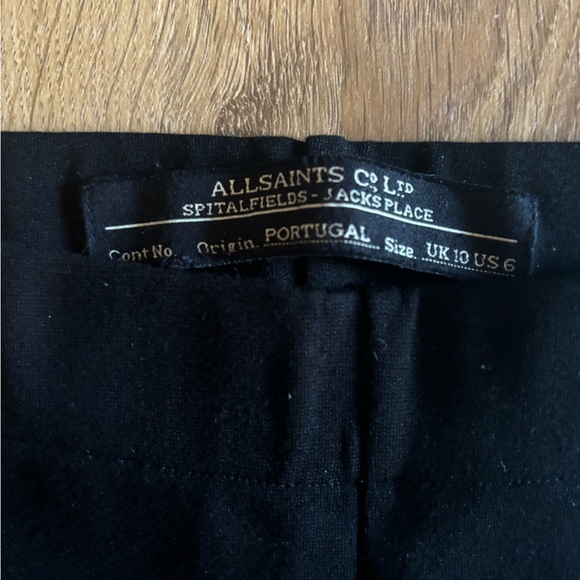 ALLSAINTS Co LTD
SPITALFIELDS - JACKS PLACE
Cont No. Origin. PORTUGAL Size. UK 10 US 6